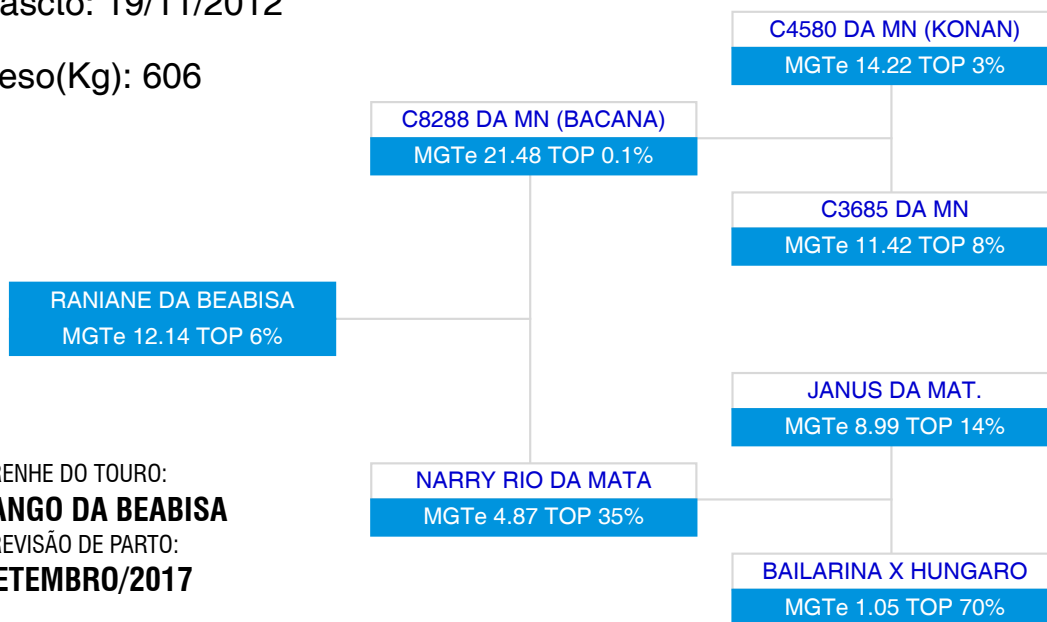 ascto: 19/11/2012
eso(Kg): 606
C4580 DA MN (KONAN)
MGTe 14.22 TOP 3%
C8288 DA MN (BACANA)
MGTe 21.48 TOP 0.1%
C3685 DA MN
MGTe 11.42 TOP 8%
RANIANE DA BEABISA
MGTe 12.14 TOP 6%
JANUS DA MAT.
MGTe 8.99 TOP 14%
NARRY RIO DA MATA
MGTe 4.87 TOP 35%
BAILARINA X HUNGARO
MGTe 1.05 TOP 70%
RENHE DO TOURO:
ANGO DA BEABISA
REVISÃO DE PARTO:
ETEMBRO/2017